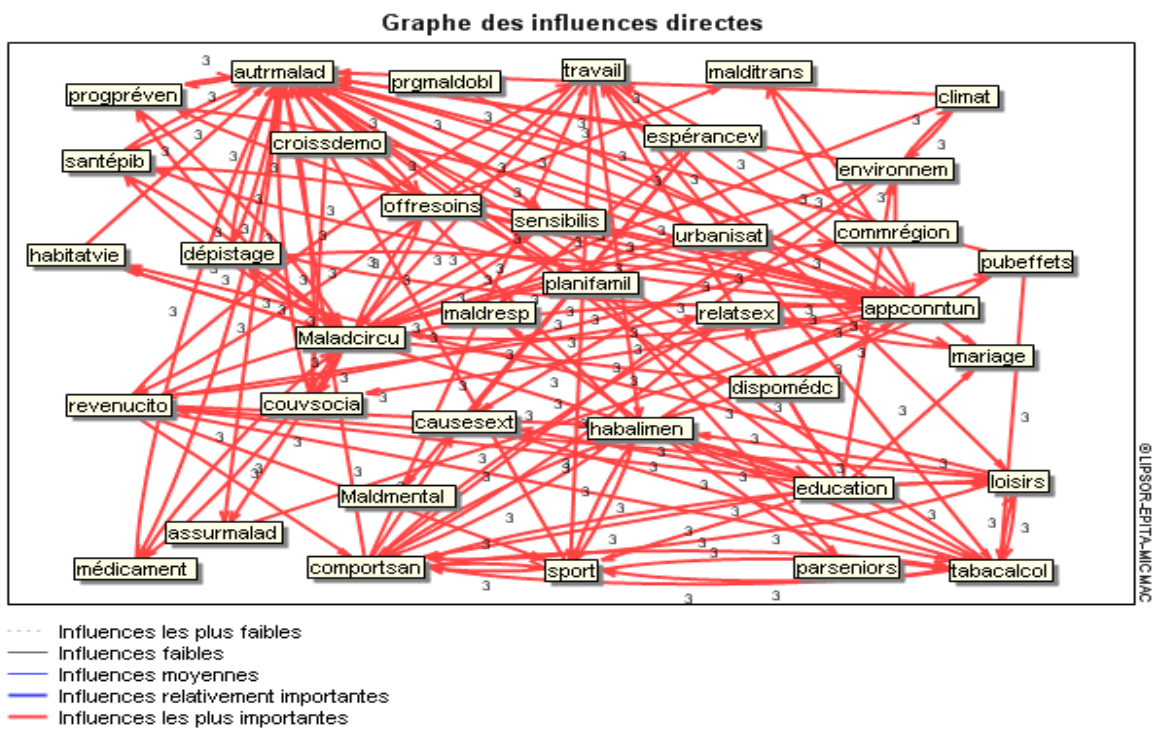 Graphe des influences directes
autrmalad
prgmaldobl
travail
malditrans
progpréven
climat
croissdemo
espérancev
santépib
environnem
offresoins
sensibilis
urbanisat
commrégion
habitatvie
dépistage
planifamil
pubeffets
maldresp
relatsex
appconntun
Maladcircu
mariage
dispomédc
revenucito
couvsocia
causesext
habalimen
Maldmental
education
loisirs
assurmalad
médicament
comportsan
sport
parseniors
tabacalcol
© LIPSOR-EPITA-MICMAC
Influences les plus faibles
Influences faibles
Influences moyennes
Influences relativement importantes
Influences les plus importantes